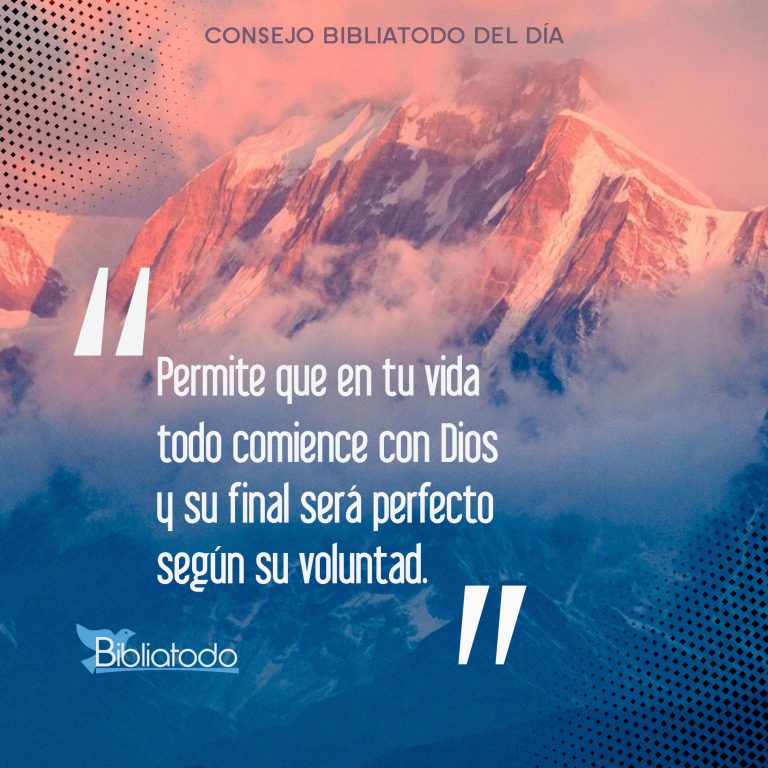 CONSEJO BIBLIATODO DEL DÍA
"
Permite que en tu vida
todo comience con Dios
y su final será perfecto
según su voluntad.
"
Bibliatodo